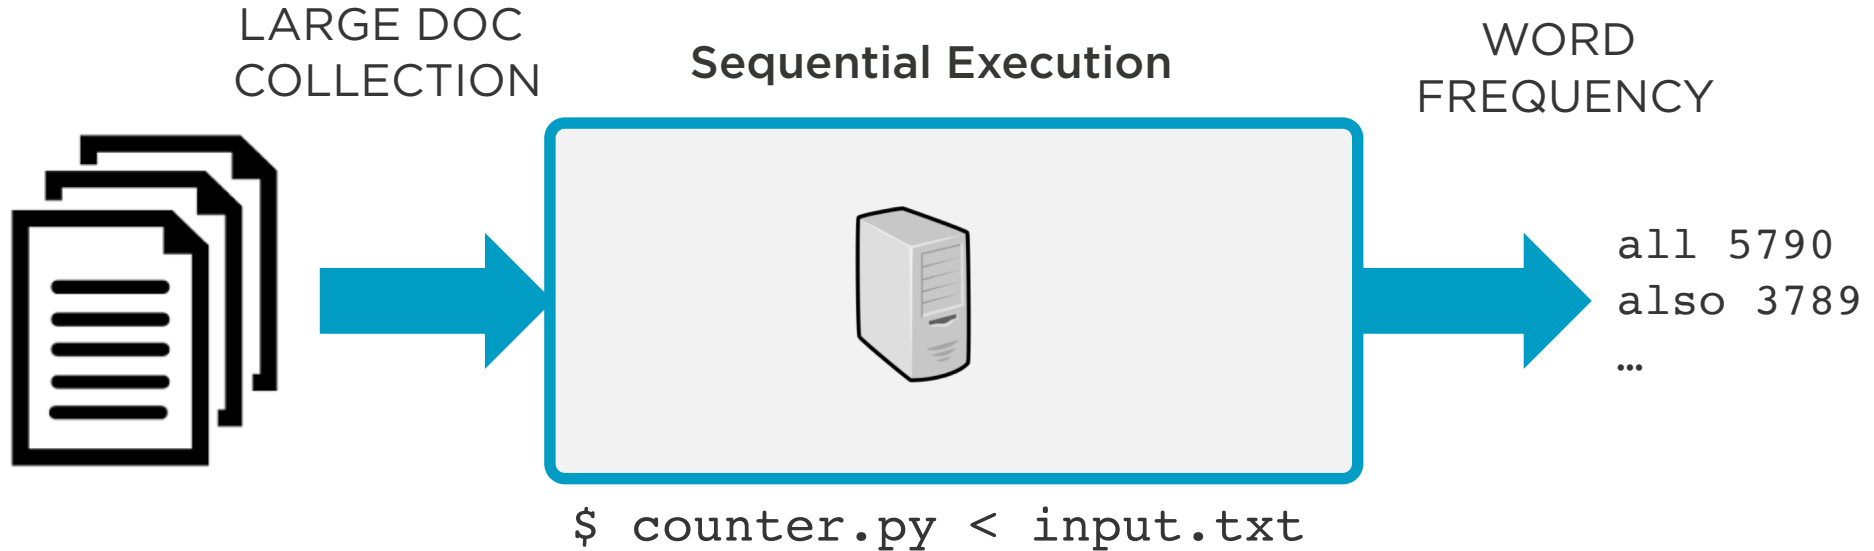 LARGE DOC
COLLECTION
Sequential Execution
WORD
FREQUENCY
all 5790
also 3789
…
$ counter.py < input.txt